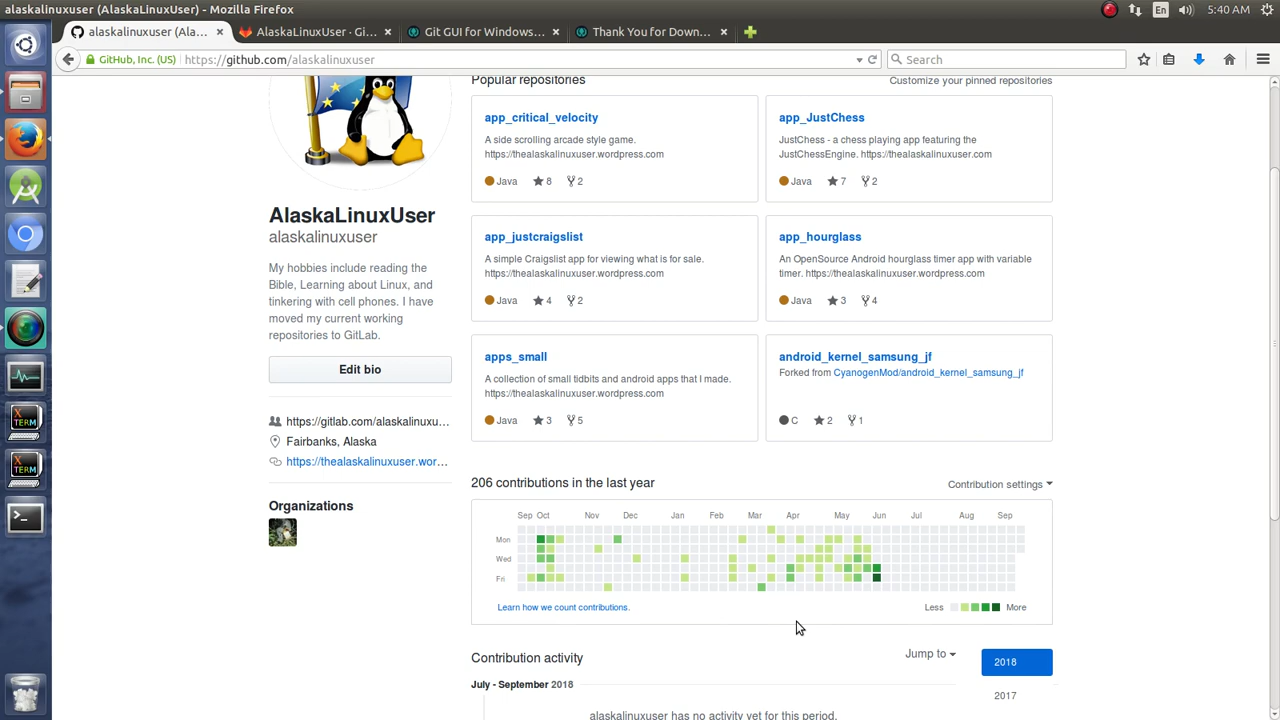 alaskalinuxuser (AlaskaLinuxUser) - Mozilla Firefox
En
5:40 AM
alaskalinuxuser (Ala...
AlaskaLinuxUser · Gi...
Git GUI for Windows...
Thank You for Down...
GitHub, Inc. (US)
https://github.com/alaskalinuxuser
Search
Popular repositories
Customize your pinned repositories
app_critical_velocity
A side scrolling arcade style game.
https://thealaskalinuxuser.wordpress.com
Java 8 2
app_JustChess
JustChess - a chess playing app featuring the
JustChessEngine. https://thealaskalinuxuser.com
Java 7 2
AlaskaLinuxUser
alaskalinuxuser
My hobbies include reading the
Bible, Learning about Linux, and
tinkering with cell phones. I have
moved my current working
repositories to GitLab.
Edit bio
https://gitlab.com/alaskalinuxu...
Fairbanks, Alaska
https://thealaskalinuxuser.wor...
Organizations
app_justcraigslist
A simple Craigslist app for viewing what is for sale.
https://thealaskalinuxuser.wordpress.com
Java 4 2
app_hourglass
An OpenSource Android hourglass timer app with variable
timer. https://thealaskalinuxuser.wordpress.com
Java 3 4
apps_small
A collection of small tidbits and android apps that I made.
https://thealaskalinuxuser.wordpress.com
Java 3 5
android_kernel_samsung_jf
Forked from CyanogenMod/android_kernel_samsung_jf
C 2 1
206 contributions in the last year
Contribution settings
Sep Oct Nov Dec Jan Feb Mar Apr May Jun Jul Aug Sep
Mon
Wed
Fri
Learn how we count contributions.
Less More
Contribution activity
Jump to
2018
2017
July - September 2018
alaskalinuxuser has no activity yet for this period.
X
TERM
X
TERM
>_